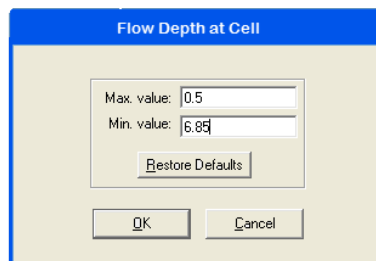 Flow Depth at Cell
Max. value: 0.5
Min. value: 6.85
Restore Defaults
OK Cancel